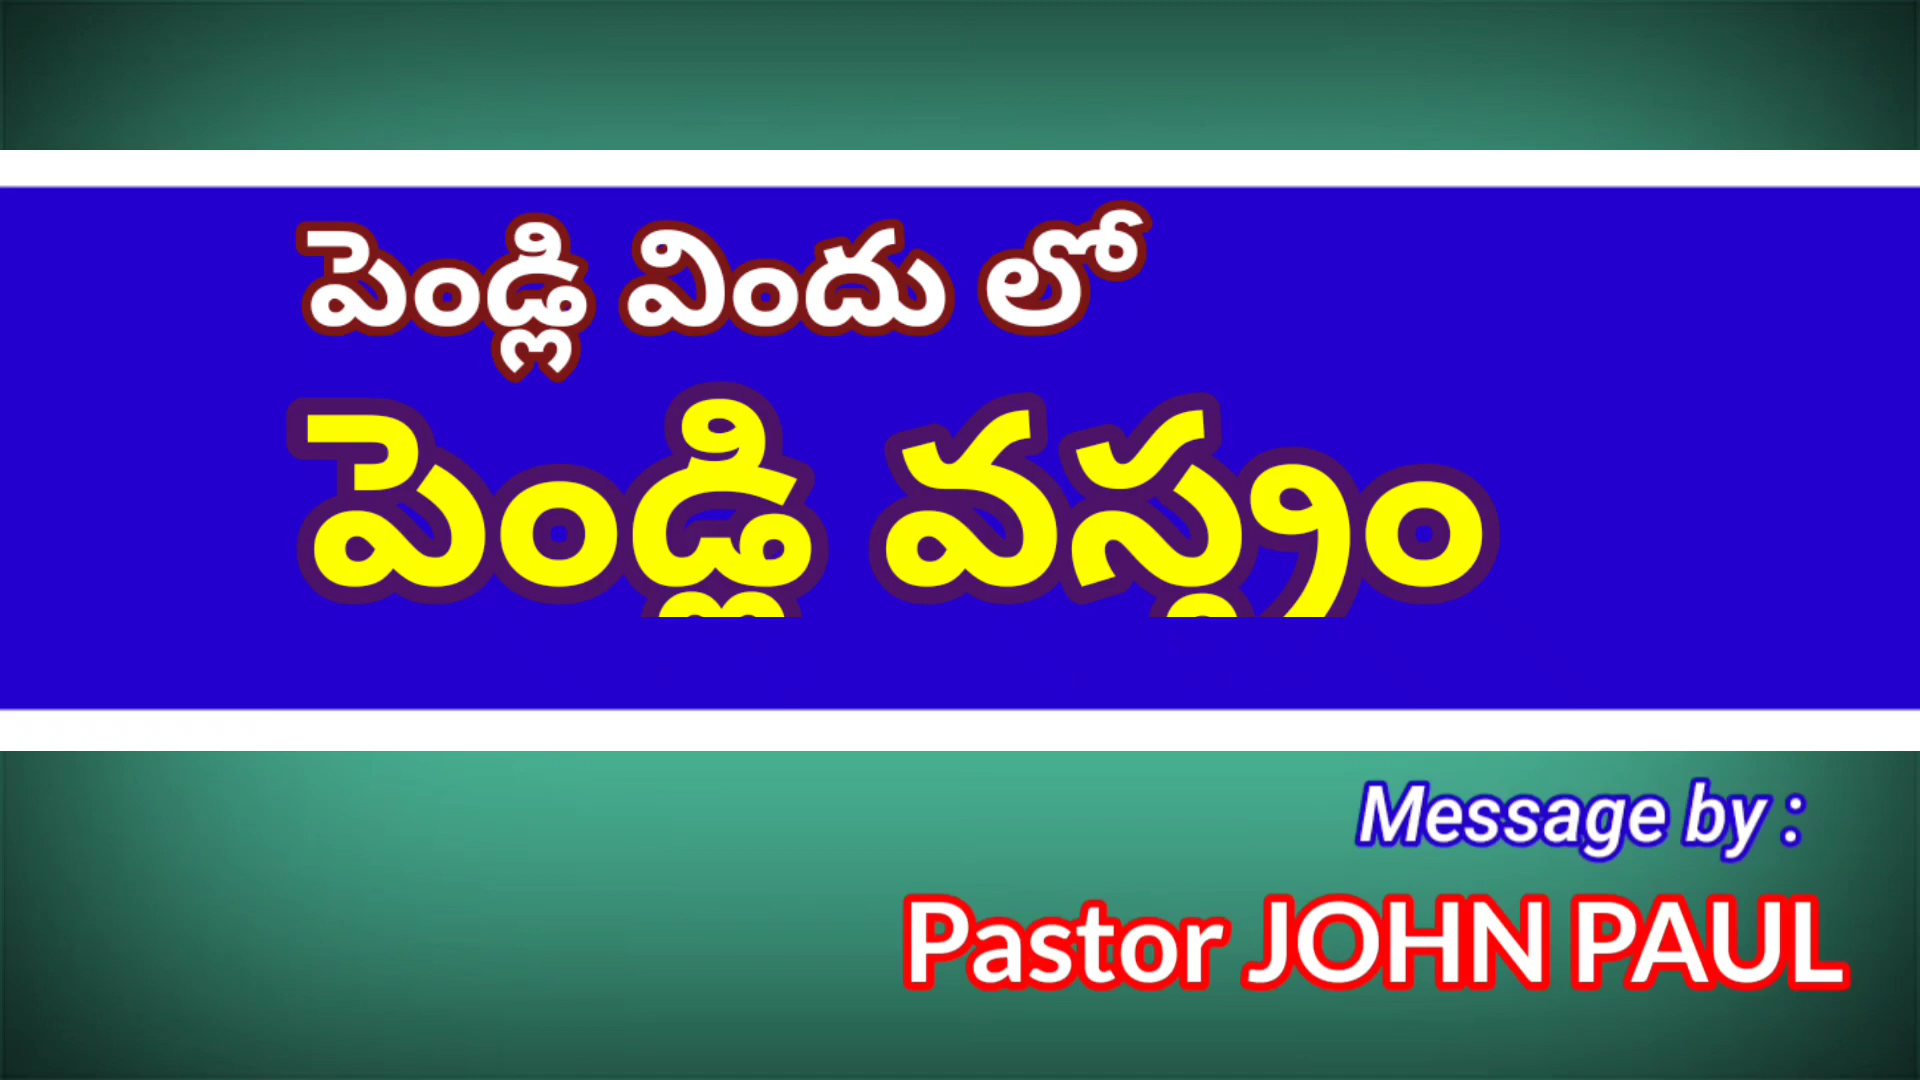 పెండ్లి విందు లో
పెండ్లి వస్త్రం
Message by :
Pastor JOHN PAUL